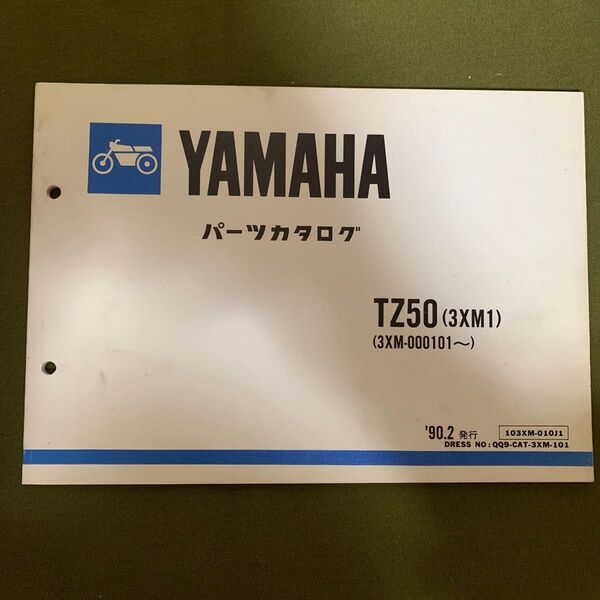 YAMAHA
パーツカタログ
TZ50 (3XM1)
(3XM-000101～)
'90.2 発行
103XM-010J1
DRESS NO : QQ9-CAT-3XM-101